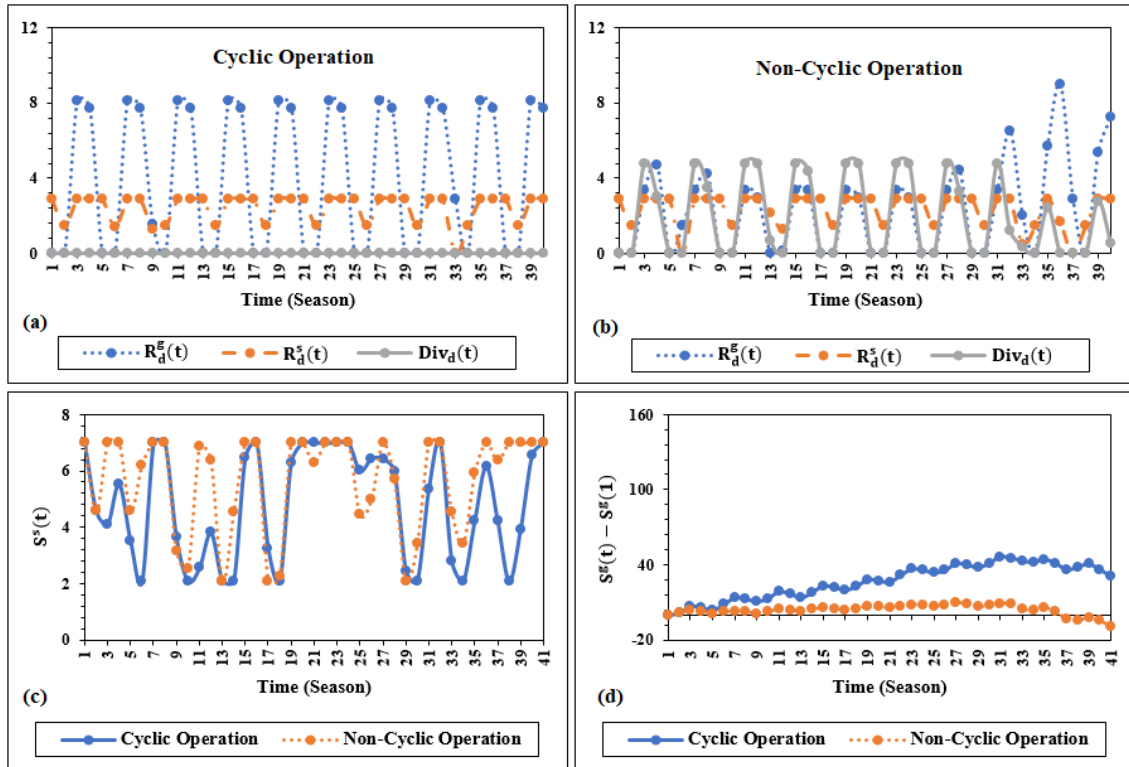 12
8
4
0
Cyclic Operation
1 3 5 7 9 11 13 15 17 19 21 23 25 27 29 31 33 35 37 39
Time (Season)
(a)
R_d^g(t) R_d^s(t) Div_d(t)
12
8
4
0
Non-Cyclic Operation
1 3 5 7 9 11 13 15 17 19 21 23 25 27 29 31 33 35 37 39
Time (Season)
(b)
R_d^g(t) R_d^s(t) Div_d(t)
S^s(t)
8
6
4
2
0
1 3 5 7 9 11 13 15 17 19 21 23 25 27 29 31 33 35 37 39 41
Time (Season)
(c)
Cyclic Operation Non-Cyclic Operation
S^g(t) − S^g(1)
160
100
40
-20
1 3 5 7 9 11 13 15 17 19 21 23 25 27 29 31 33 35 37 39 41
Time (Season)
(d)
Cyclic Operation Non-Cyclic Operation